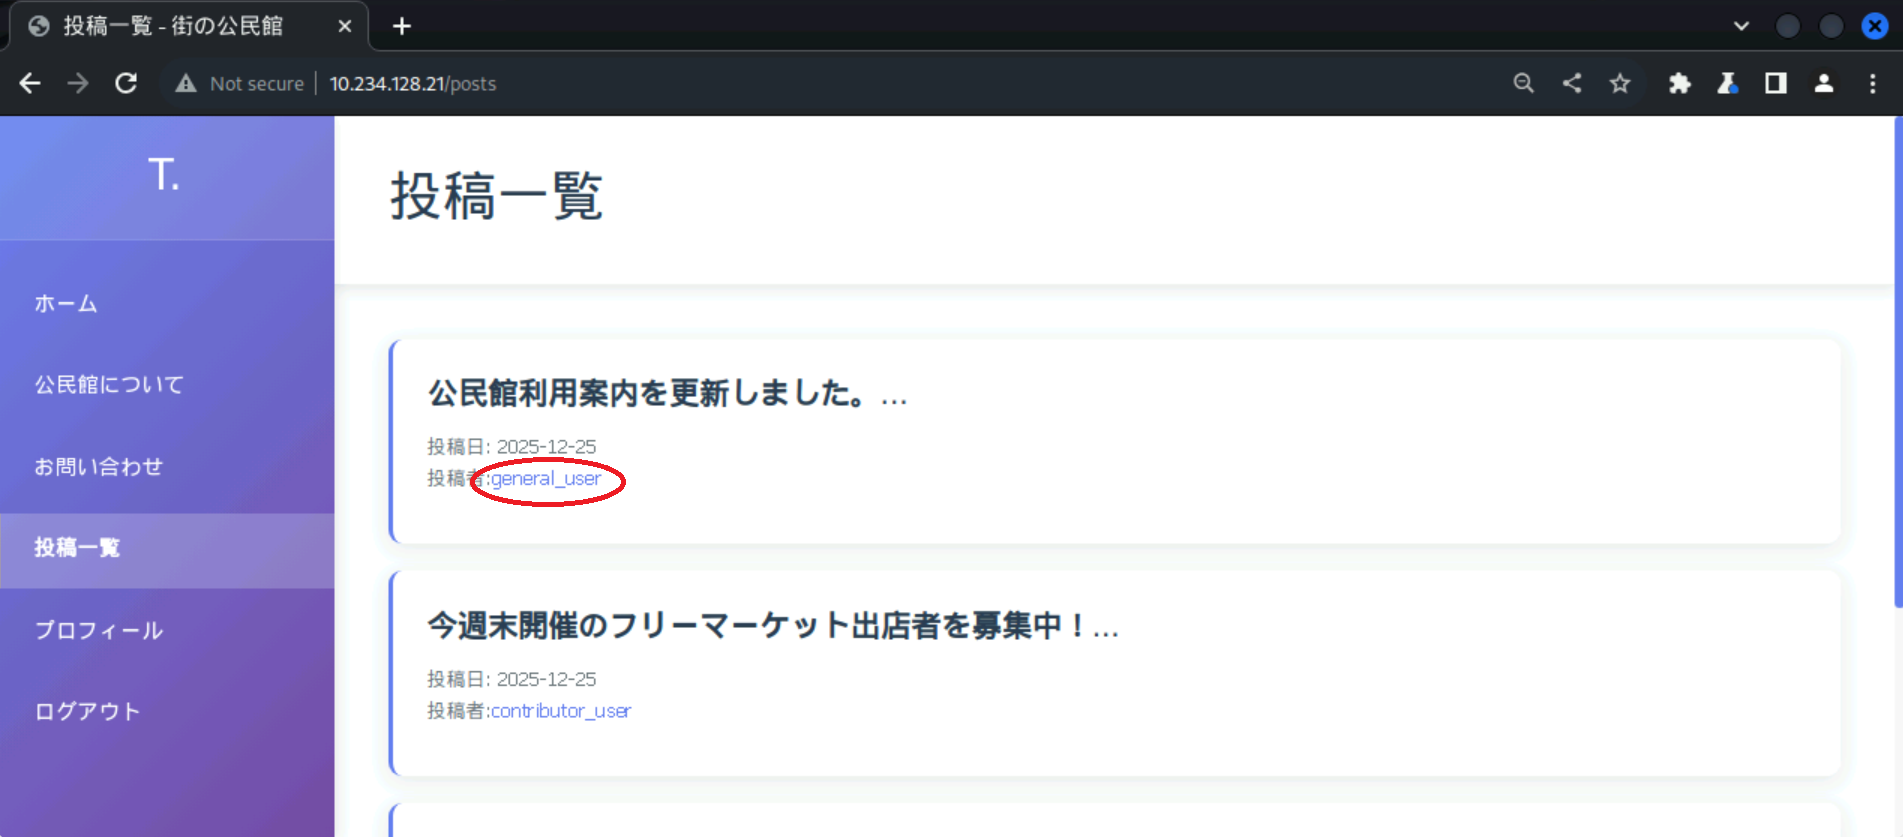 投稿一覧 - 街の公民館
Not secure 10.234.128.21/posts
T.
ホーム
公民館について
お問い合わせ
投稿一覧
プロフィール
ログアウト
投稿一覧
公民館利用案内を更新しました。...
投稿日: 2025-12-25
投稿者:general_user
今週末開催のフリーマーケット出店者を募集中！...
投稿日: 2025-12-25
投稿者:contributor_user